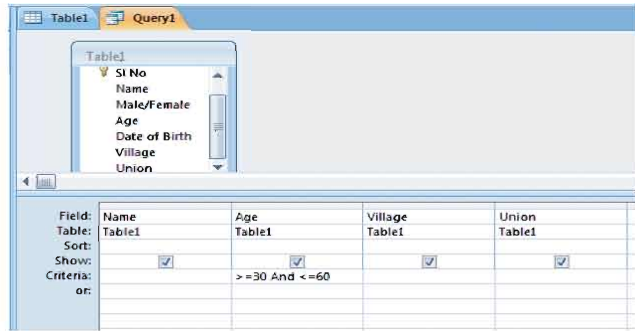 Table1 Query1
Table1
Sl No
Name
Male/Female
Age
Date of Birth
Village
Union
Field: Name Age Village Union
Table: Table1 Table1 Table1 Table1
Sort:
Show:
Criteria: >=30 And <=60
or: